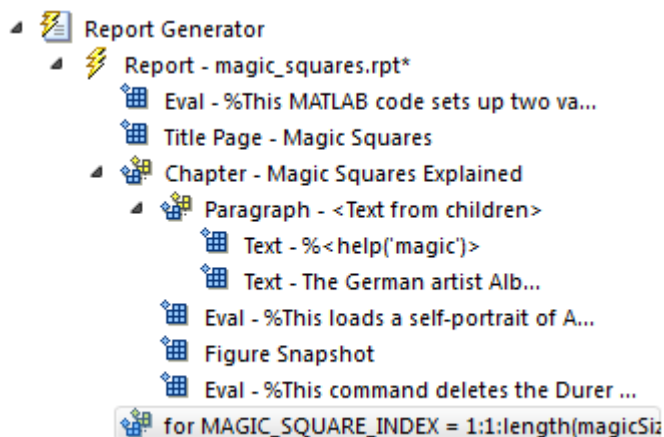 Report Generator
Report - magic_squares.rpt*
Eval - %This MATLAB code sets up two va...
Title Page - Magic Squares
Chapter - Magic Squares Explained
Paragraph - <Text from children>
Text - %<help('magic')>
Text - The German artist Alb...
Eval - %This loads a self-portrait of A...
Figure Snapshot
Eval - %This command deletes the Durer ...
for MAGIC_SQUARE_INDEX = 1:1:length(magicSiz